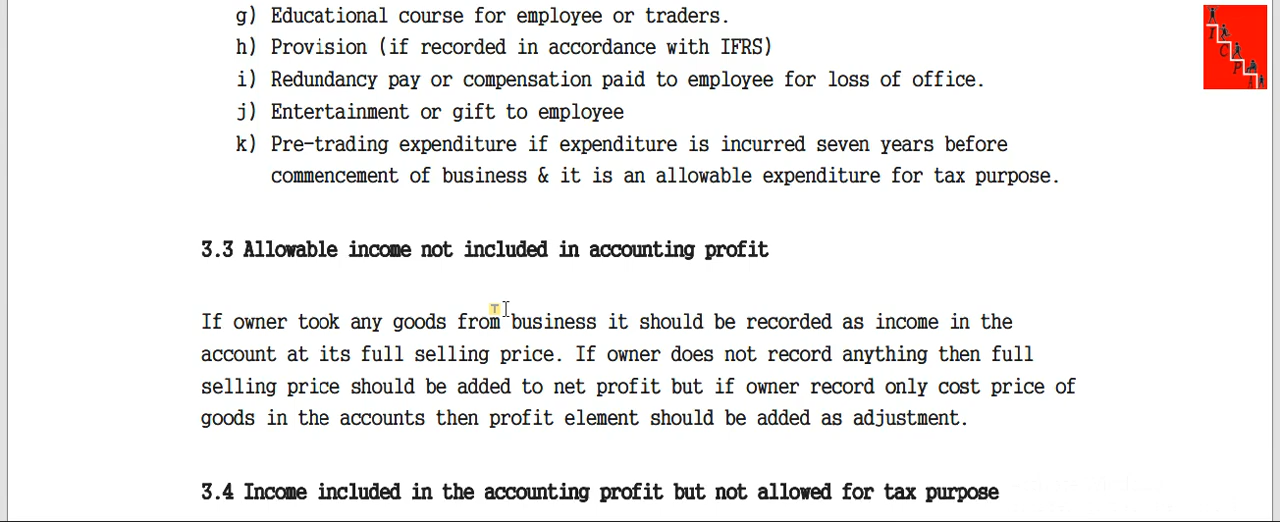 g) Educational course for employee or traders.
h) Provision (if recorded in accordance with IFRS)
i) Redundancy pay or compensation paid to employee for loss of office.
j) Entertainment or gift to employee
k) Pre-trading expenditure if expenditure is incurred seven years before
commencement of business & it is an allowable expenditure for tax purpose.
3.3 Allowable income not included in accounting profit
If owner took any goods from business it should be recorded as income in the
account at its full selling price. If owner does not record anything then full
selling price should be added to net profit but if owner record only cost price of
goods in the accounts then profit element should be added as adjustment.
3.4 Income included in the accounting profit but not allowed for tax purpose
I
C
P
A